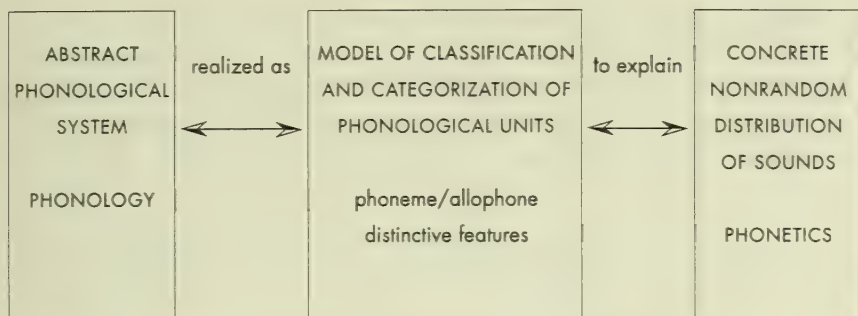 ABSTRACT
PHONOLOGICAL
SYSTEM
PHONOLOGY
realized as
MODEL OF CLASSIFICATION
AND CATEGORIZATION OF
PHONOLOGICAL UNITS
phoneme/allophone
distinctive features
to explain
CONCRETE
NONRANDOM
DISTRIBUTION
OF SOUNDS
PHONETICS